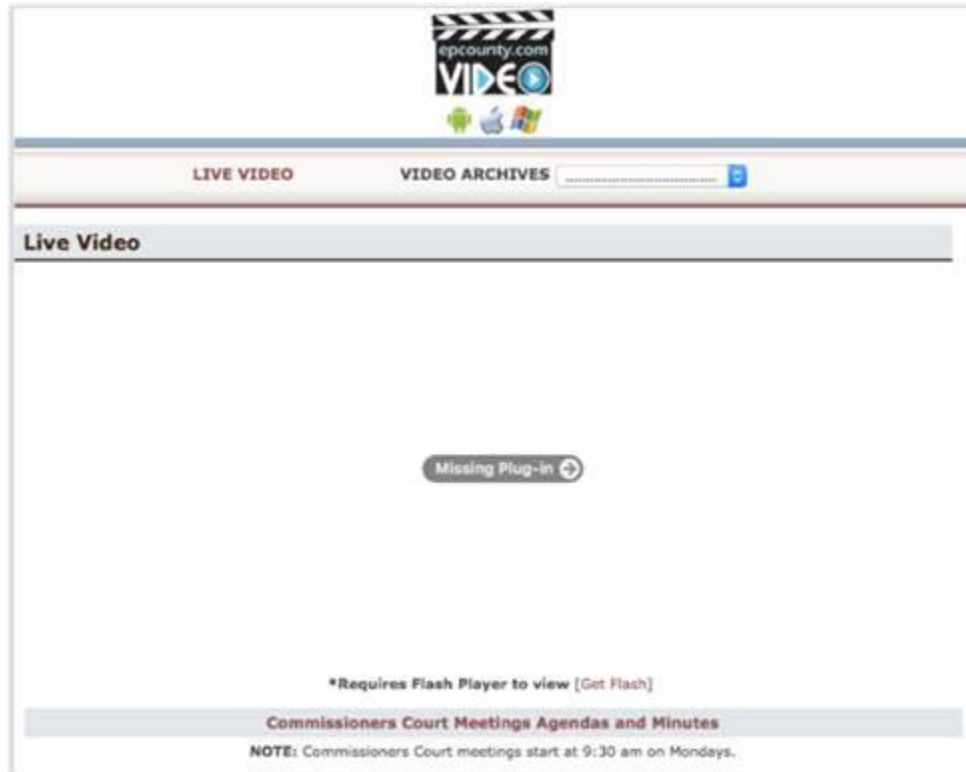 epcounty.com
VIDEO
LIVE VIDEO VIDEO ARCHIVES ................................
Live Video
Missing Plug-in
*Requires Flash Player to view [Get Flash]
Commissioners Court Meetings Agendas and Minutes
NOTE: Commissioners Court meetings start at 9:30 am on Mondays.